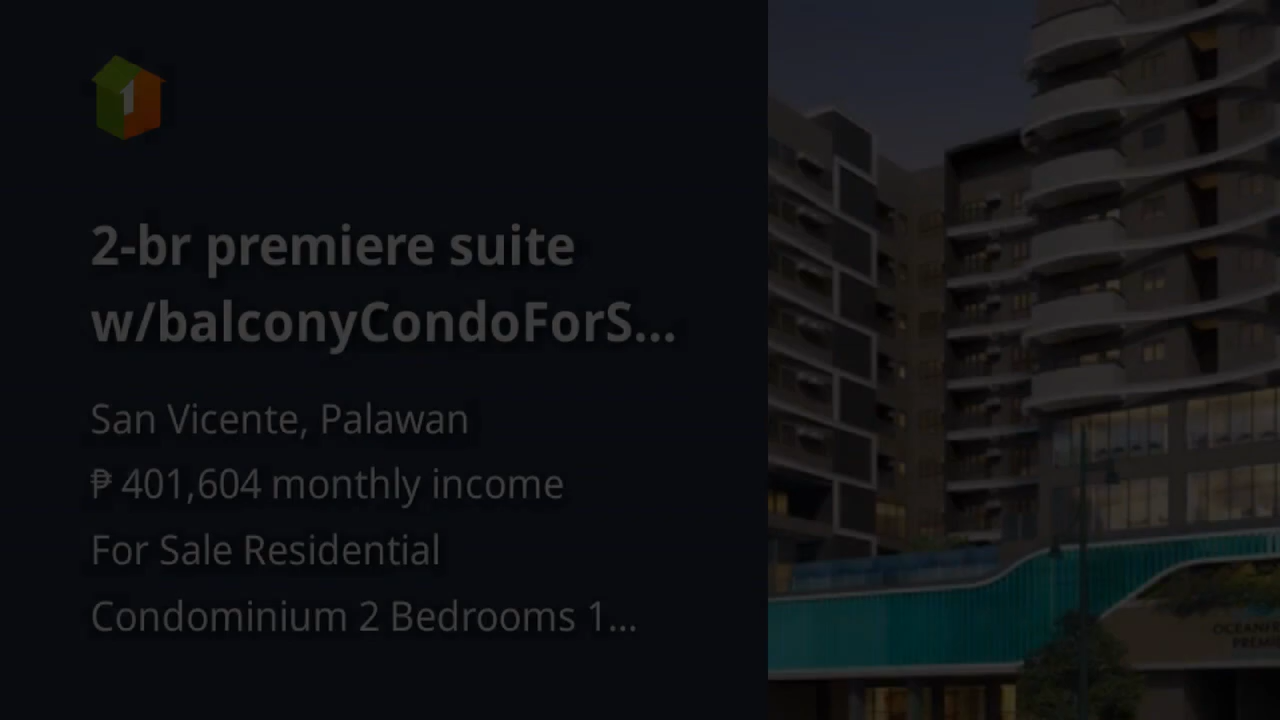 1
2-br premiere suite
w/balconyCondoForS...
San Vicente, Palawan
₱ 401,604 monthly income
For Sale Residential
Condominium 2 Bedrooms 1...